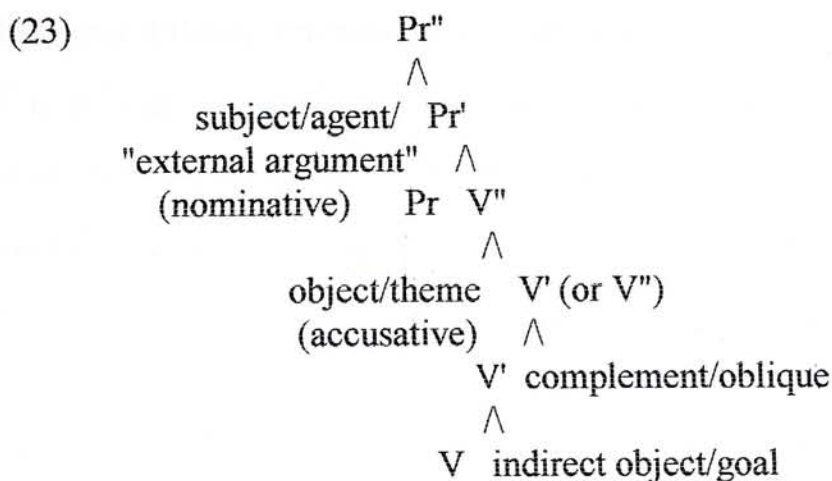 (23) Pr"
/\
subject/agent/ Pr'
"external argument" /\
(nominative) Pr V"
/\
object/theme V' (or V")
(accusative) /\
V' complement/oblique
/\
V indirect object/goal